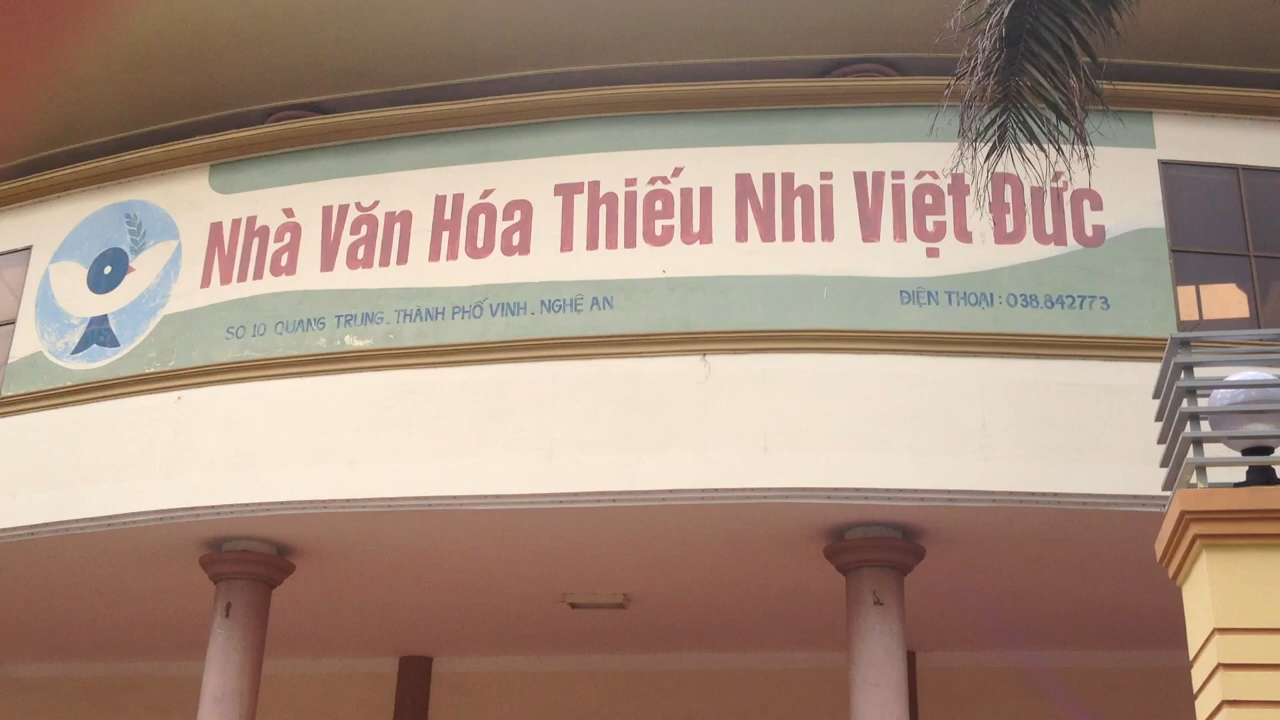 Nhà Văn Hóa Thiếu Nhi Việt Đức
SO 10 QUANG TRUNG. THÀNH PHỐ VINH. NGHỆ AN
ĐIỆN THOẠI: 038.842773